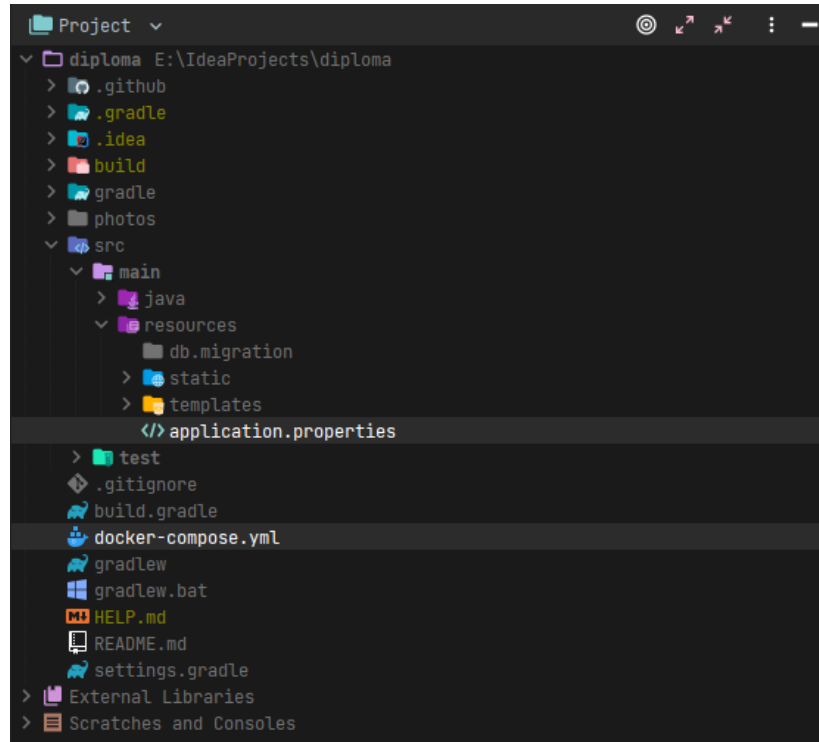 Project
diploma E:\IdeaProjects\diploma
.github
.gradle
.idea
build
gradle
photos
src
main
java
resources
db.migration
static
templates
application.properties
test
.gitignore
build.gradle
docker-compose.yml
gradlew
gradlew.bat
HELP.md
README.md
settings.gradle
External Libraries
Scratches and Consoles